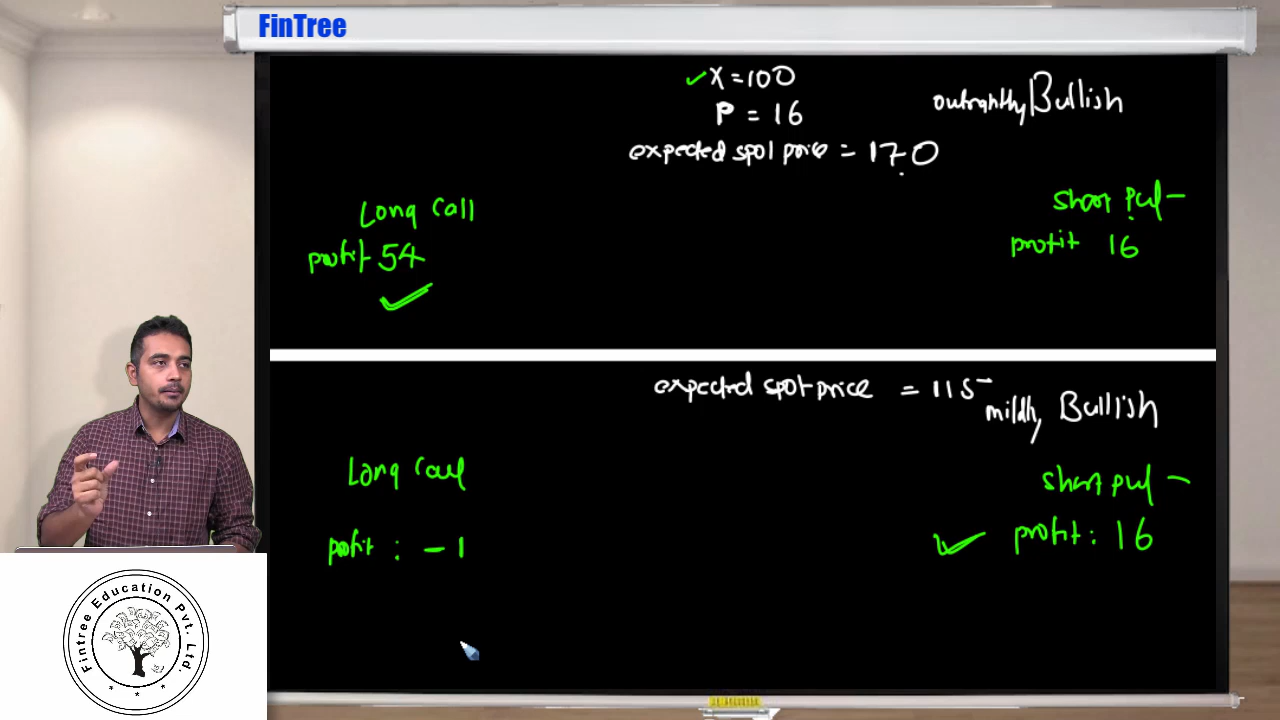 FinTree
X = 100
P = 16
outrightly Bullish
expected spot price = 170
Long Call
profit 54
short put
profit 16
expected spot price = 115
mildly Bullish
Long Call
profit : - 1
short put
profit : 16
Fintree Education Pvt. Ltd.